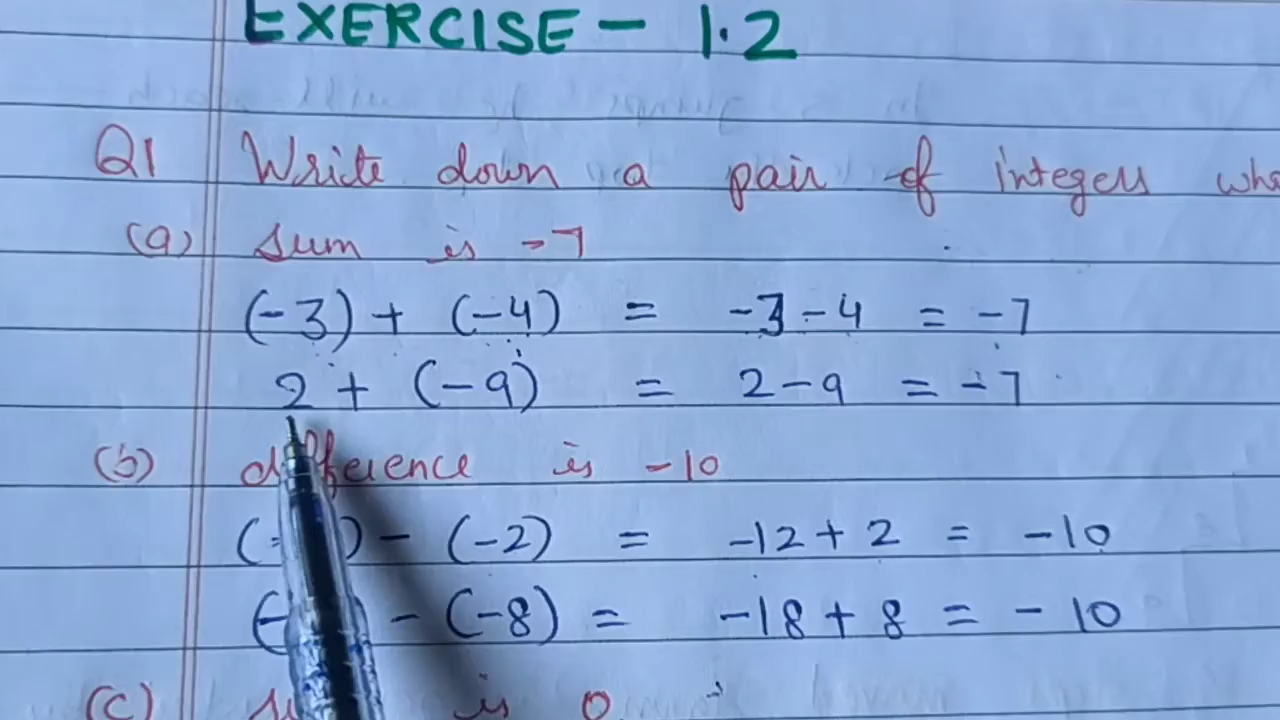 EXERCISE - 1.2
Q1 Write down a pair of integers
(a) sum is -7
(-3) + (-4) = -3 - 4 = -7
2 + (-9) = 2 - 9 = -7
(b) difference is -10
- (-2) = -12 + 2 = -10
- (-8) = -18 + 8 = -10
(c) is 0